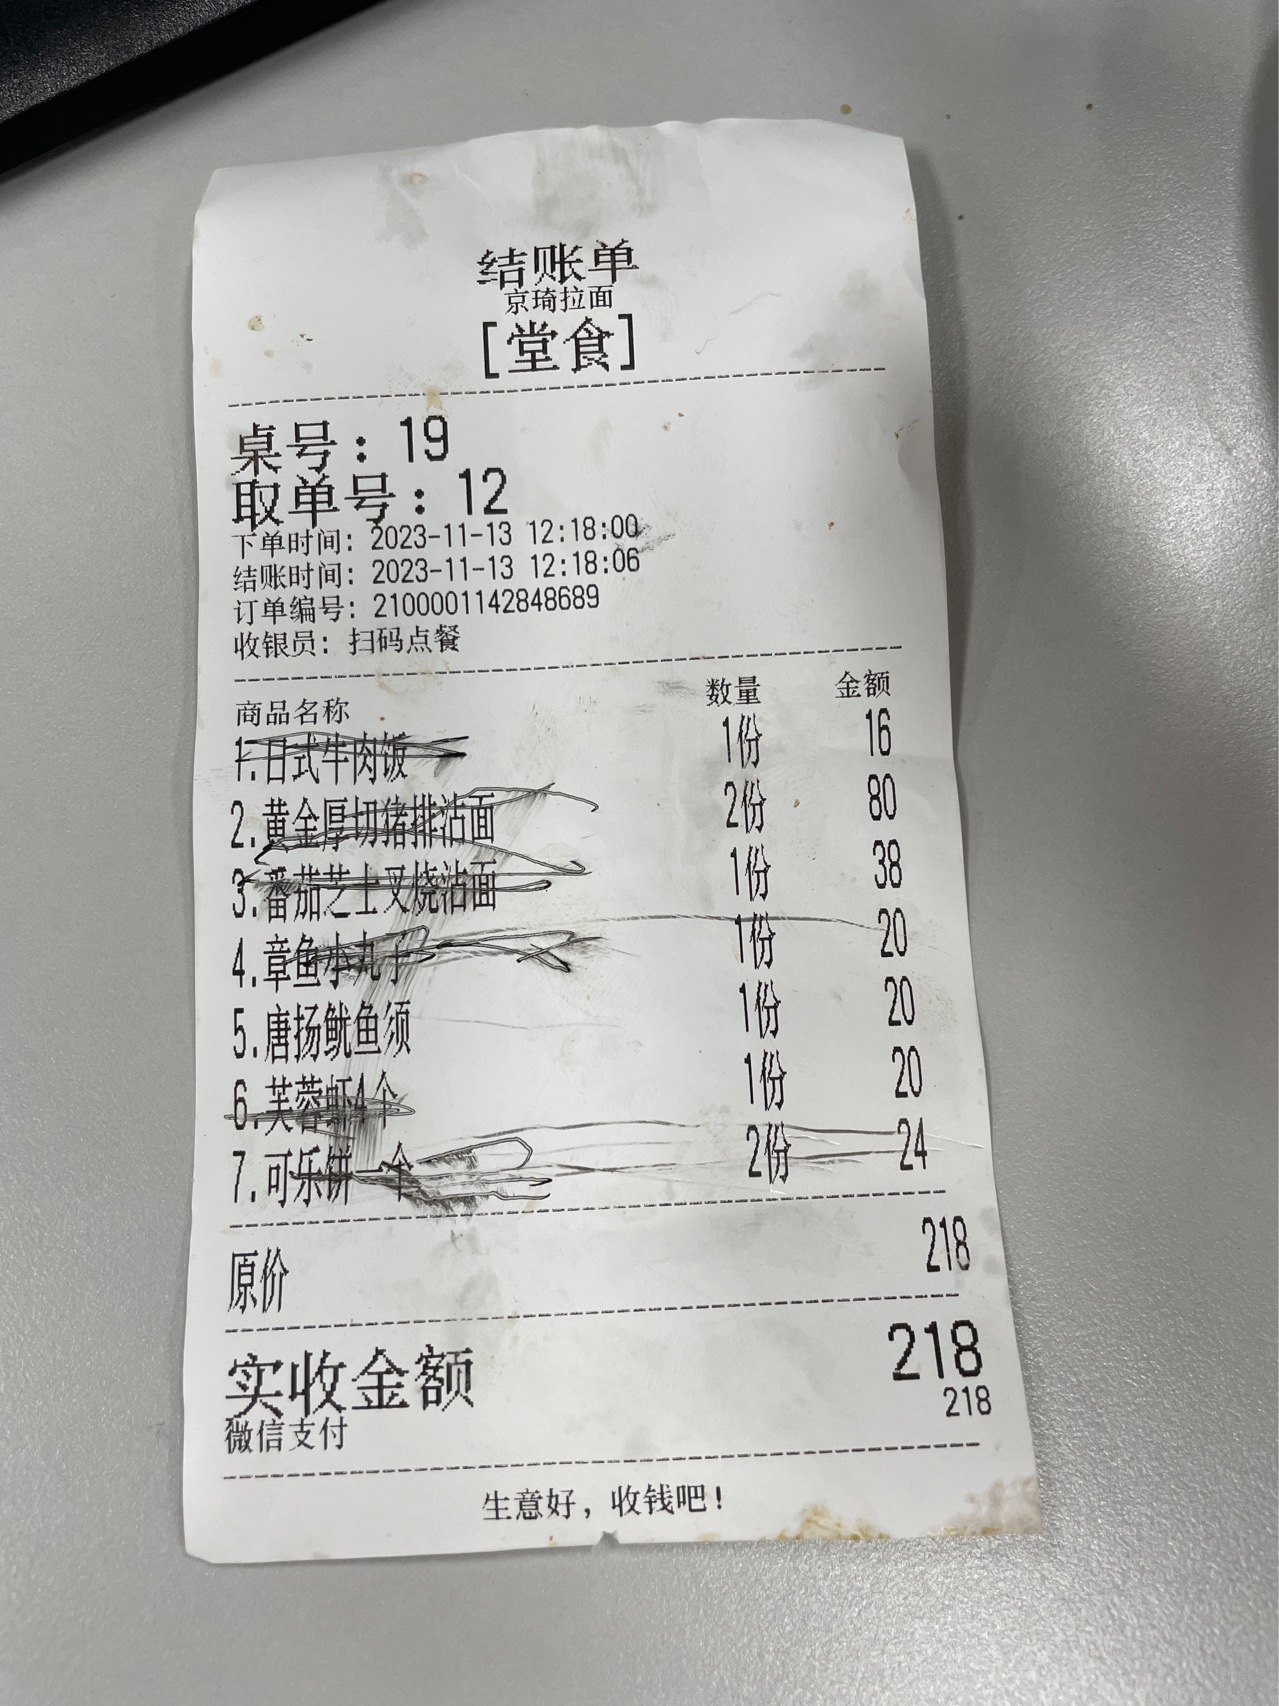 结账单
京琦拉面
[堂食]
桌号：19
取单号：12
下单时间：2023-11-13 12:18:00
结账时间：2023-11-13 12:18:06
订单编号：2100001142848689
收银员：扫码点餐
商品名称 数量 金额
1.日式牛肉饭 1份 16
2.黄金厚切猪排沾面 2份 80
3.番茄芝士叉烧沾面 1份 38
4.章鱼小丸子 1份 20
5.唐扬鱿鱼须 1份 20
6.芙蓉虾4个 1份 20
7.可乐饼一个 2份 24
原价 218
实收金额 218
微信支付 218
生意好，收钱吧！